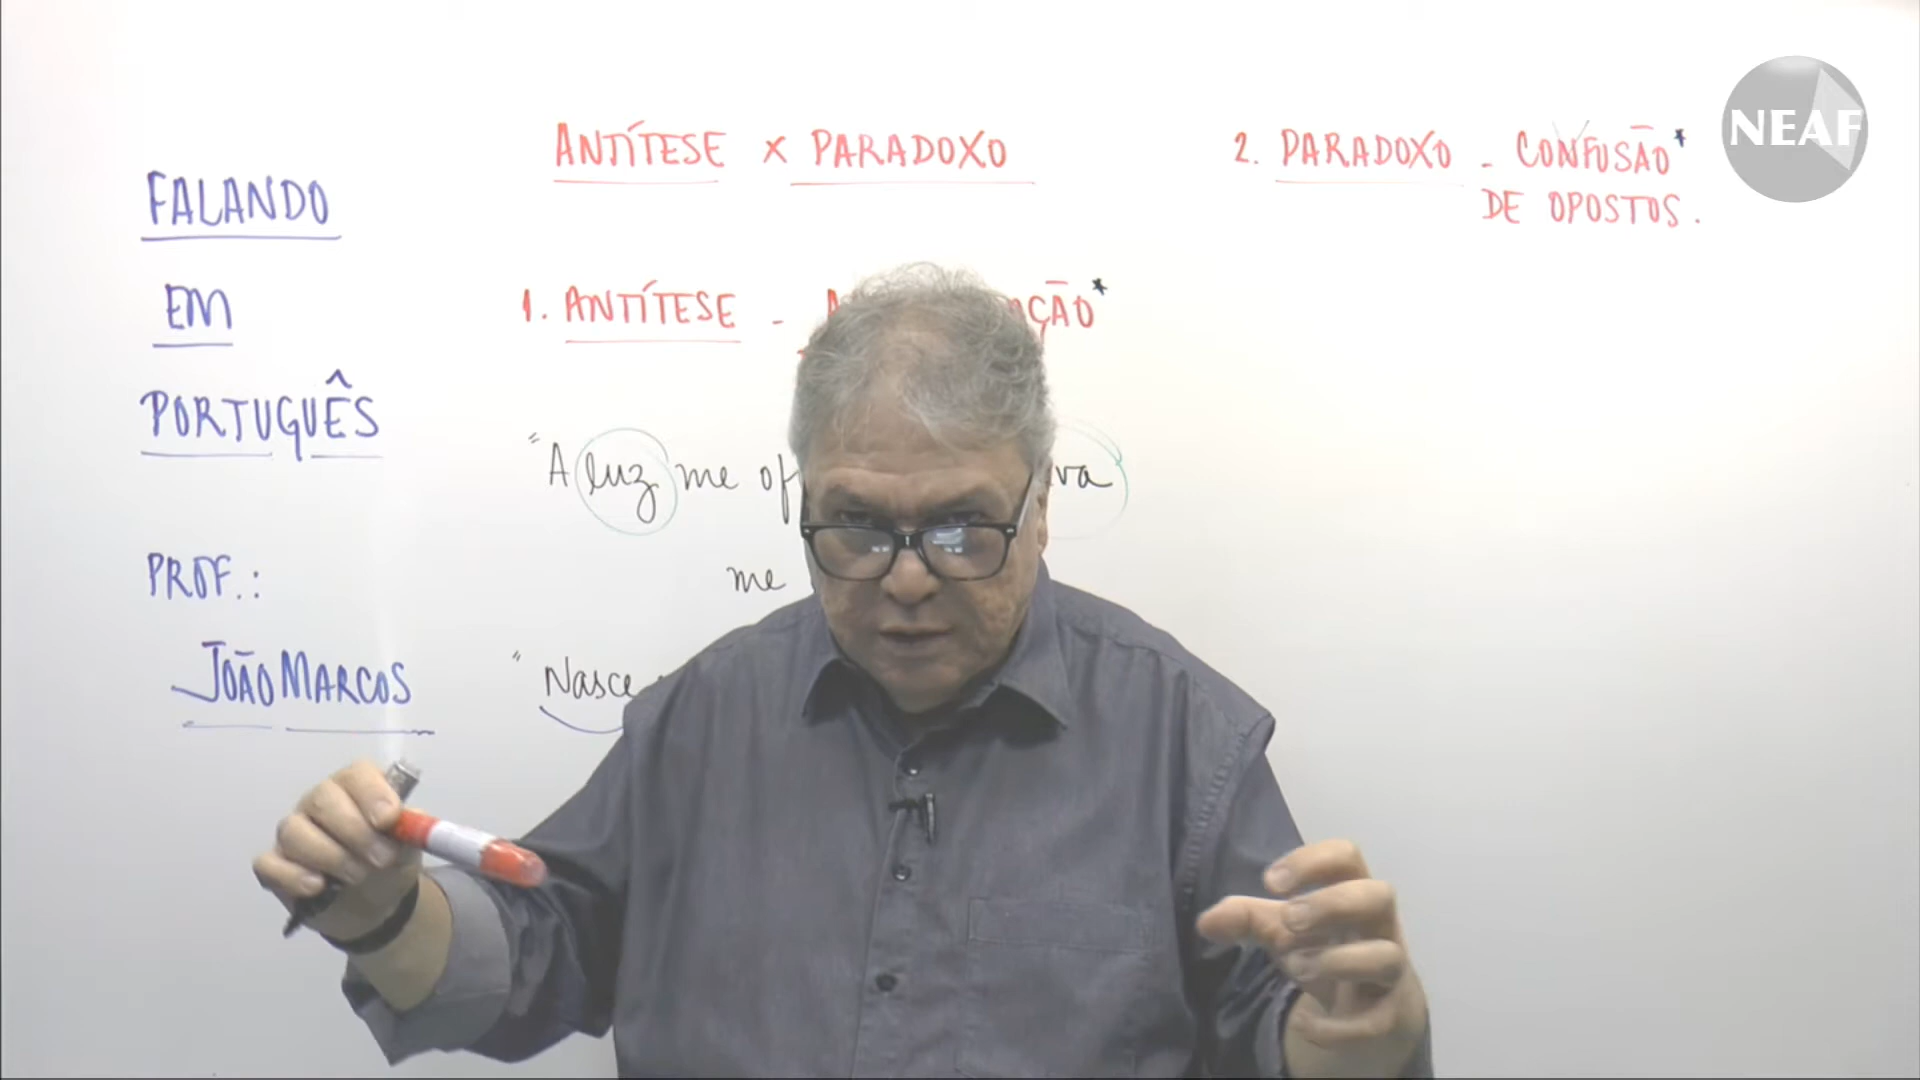 FALANDO
EM
PORTUGUÊS
PROF.:
JOÃO MARCOS
ANTÍTESE X PARADOXO
1. ANTÍTESE -
"A luz me
me
"Nasce
2. PARADOXO - CONFUSÃO*
DE OPOSTOS.
NEAF